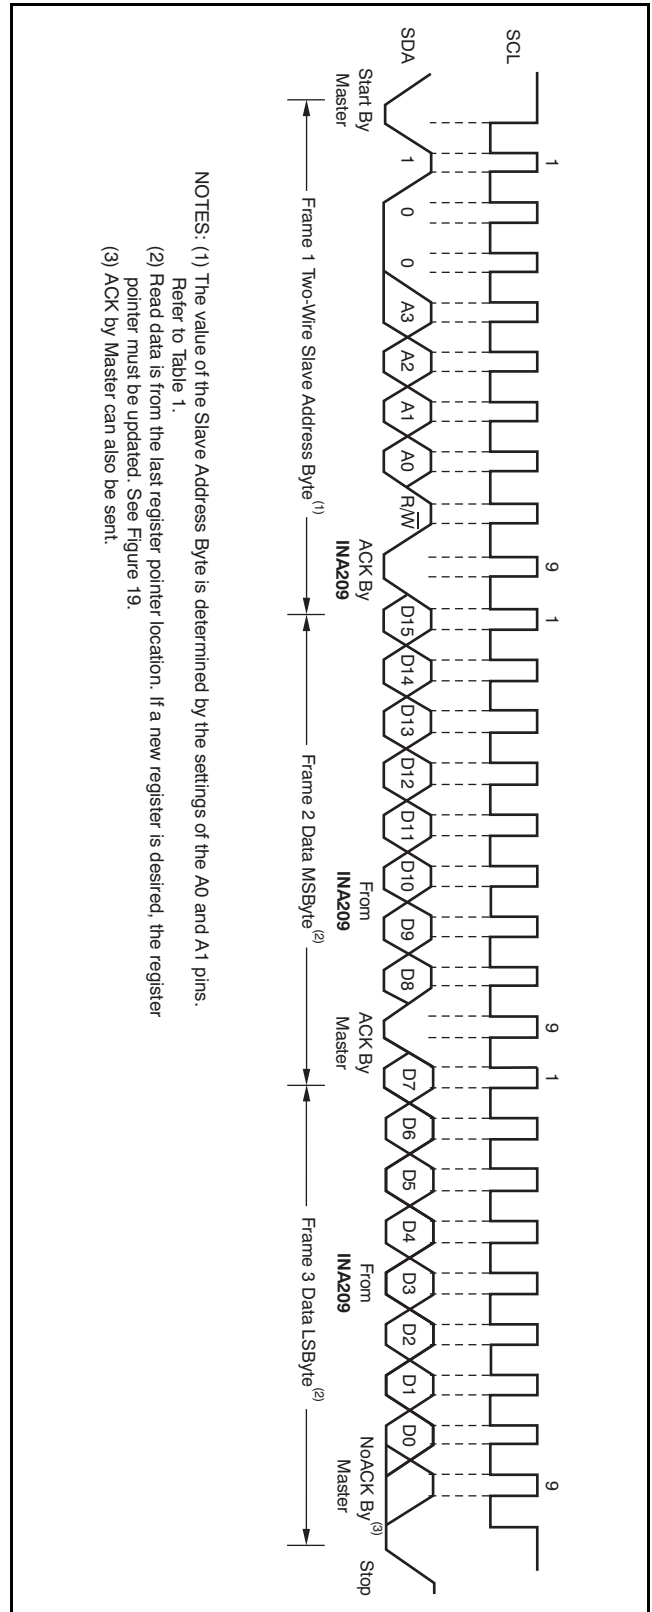 1 9 1 9 1 9
SCL
SDA
1 0 0 A3 A2 A1 A0 R/W D15 D14 D13 D12 D11 D10 D9 D8 D7 D6 D5 D4 D3 D2 D1 D0
Start By
Master
ACK By
INA209
From
INA209
ACK By
Master
From
INA209
NoACK By(3)
Master
Stop
Frame 1 Two-Wire Slave Address Byte(1)
Frame 2 Data MSByte(2)
Frame 3 Data LSByte(2)
NOTES: (1) The value of the Slave Address Byte is determined by the settings of the A0 and A1 pins.
Refer to Table 1.
(2) Read data is from the last register pointer location. If a new register is desired, the register
pointer must be updated. See Figure 19.
(3) ACK by Master can also be sent.